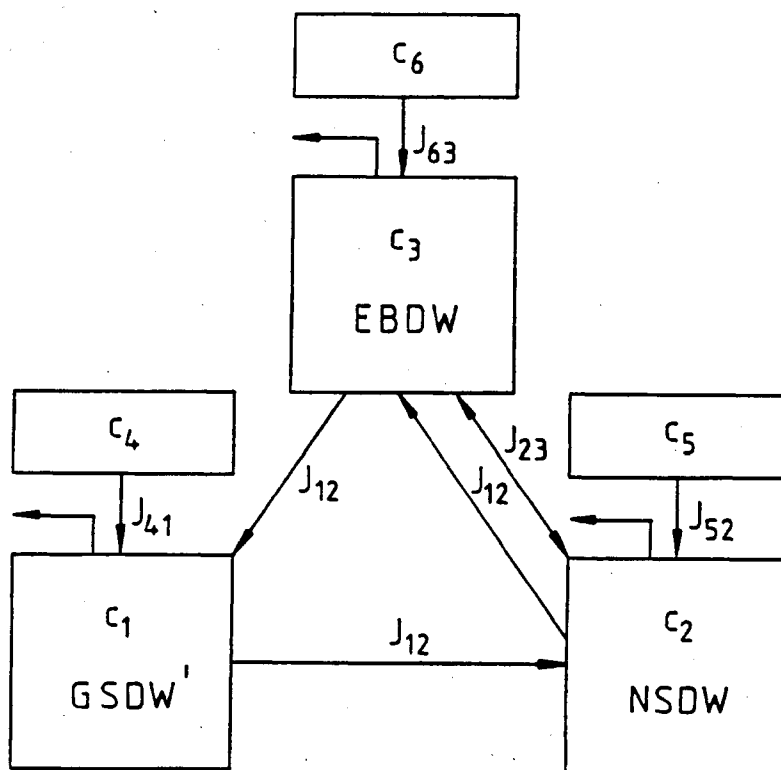 c₆
J₆₃
c₃
EBDW
c₄
c₅
J₂₃
J₁₂
J₁₂
J₄₁
J₅₂
c₁
c₂
J₁₂
GSDW'
NSDW